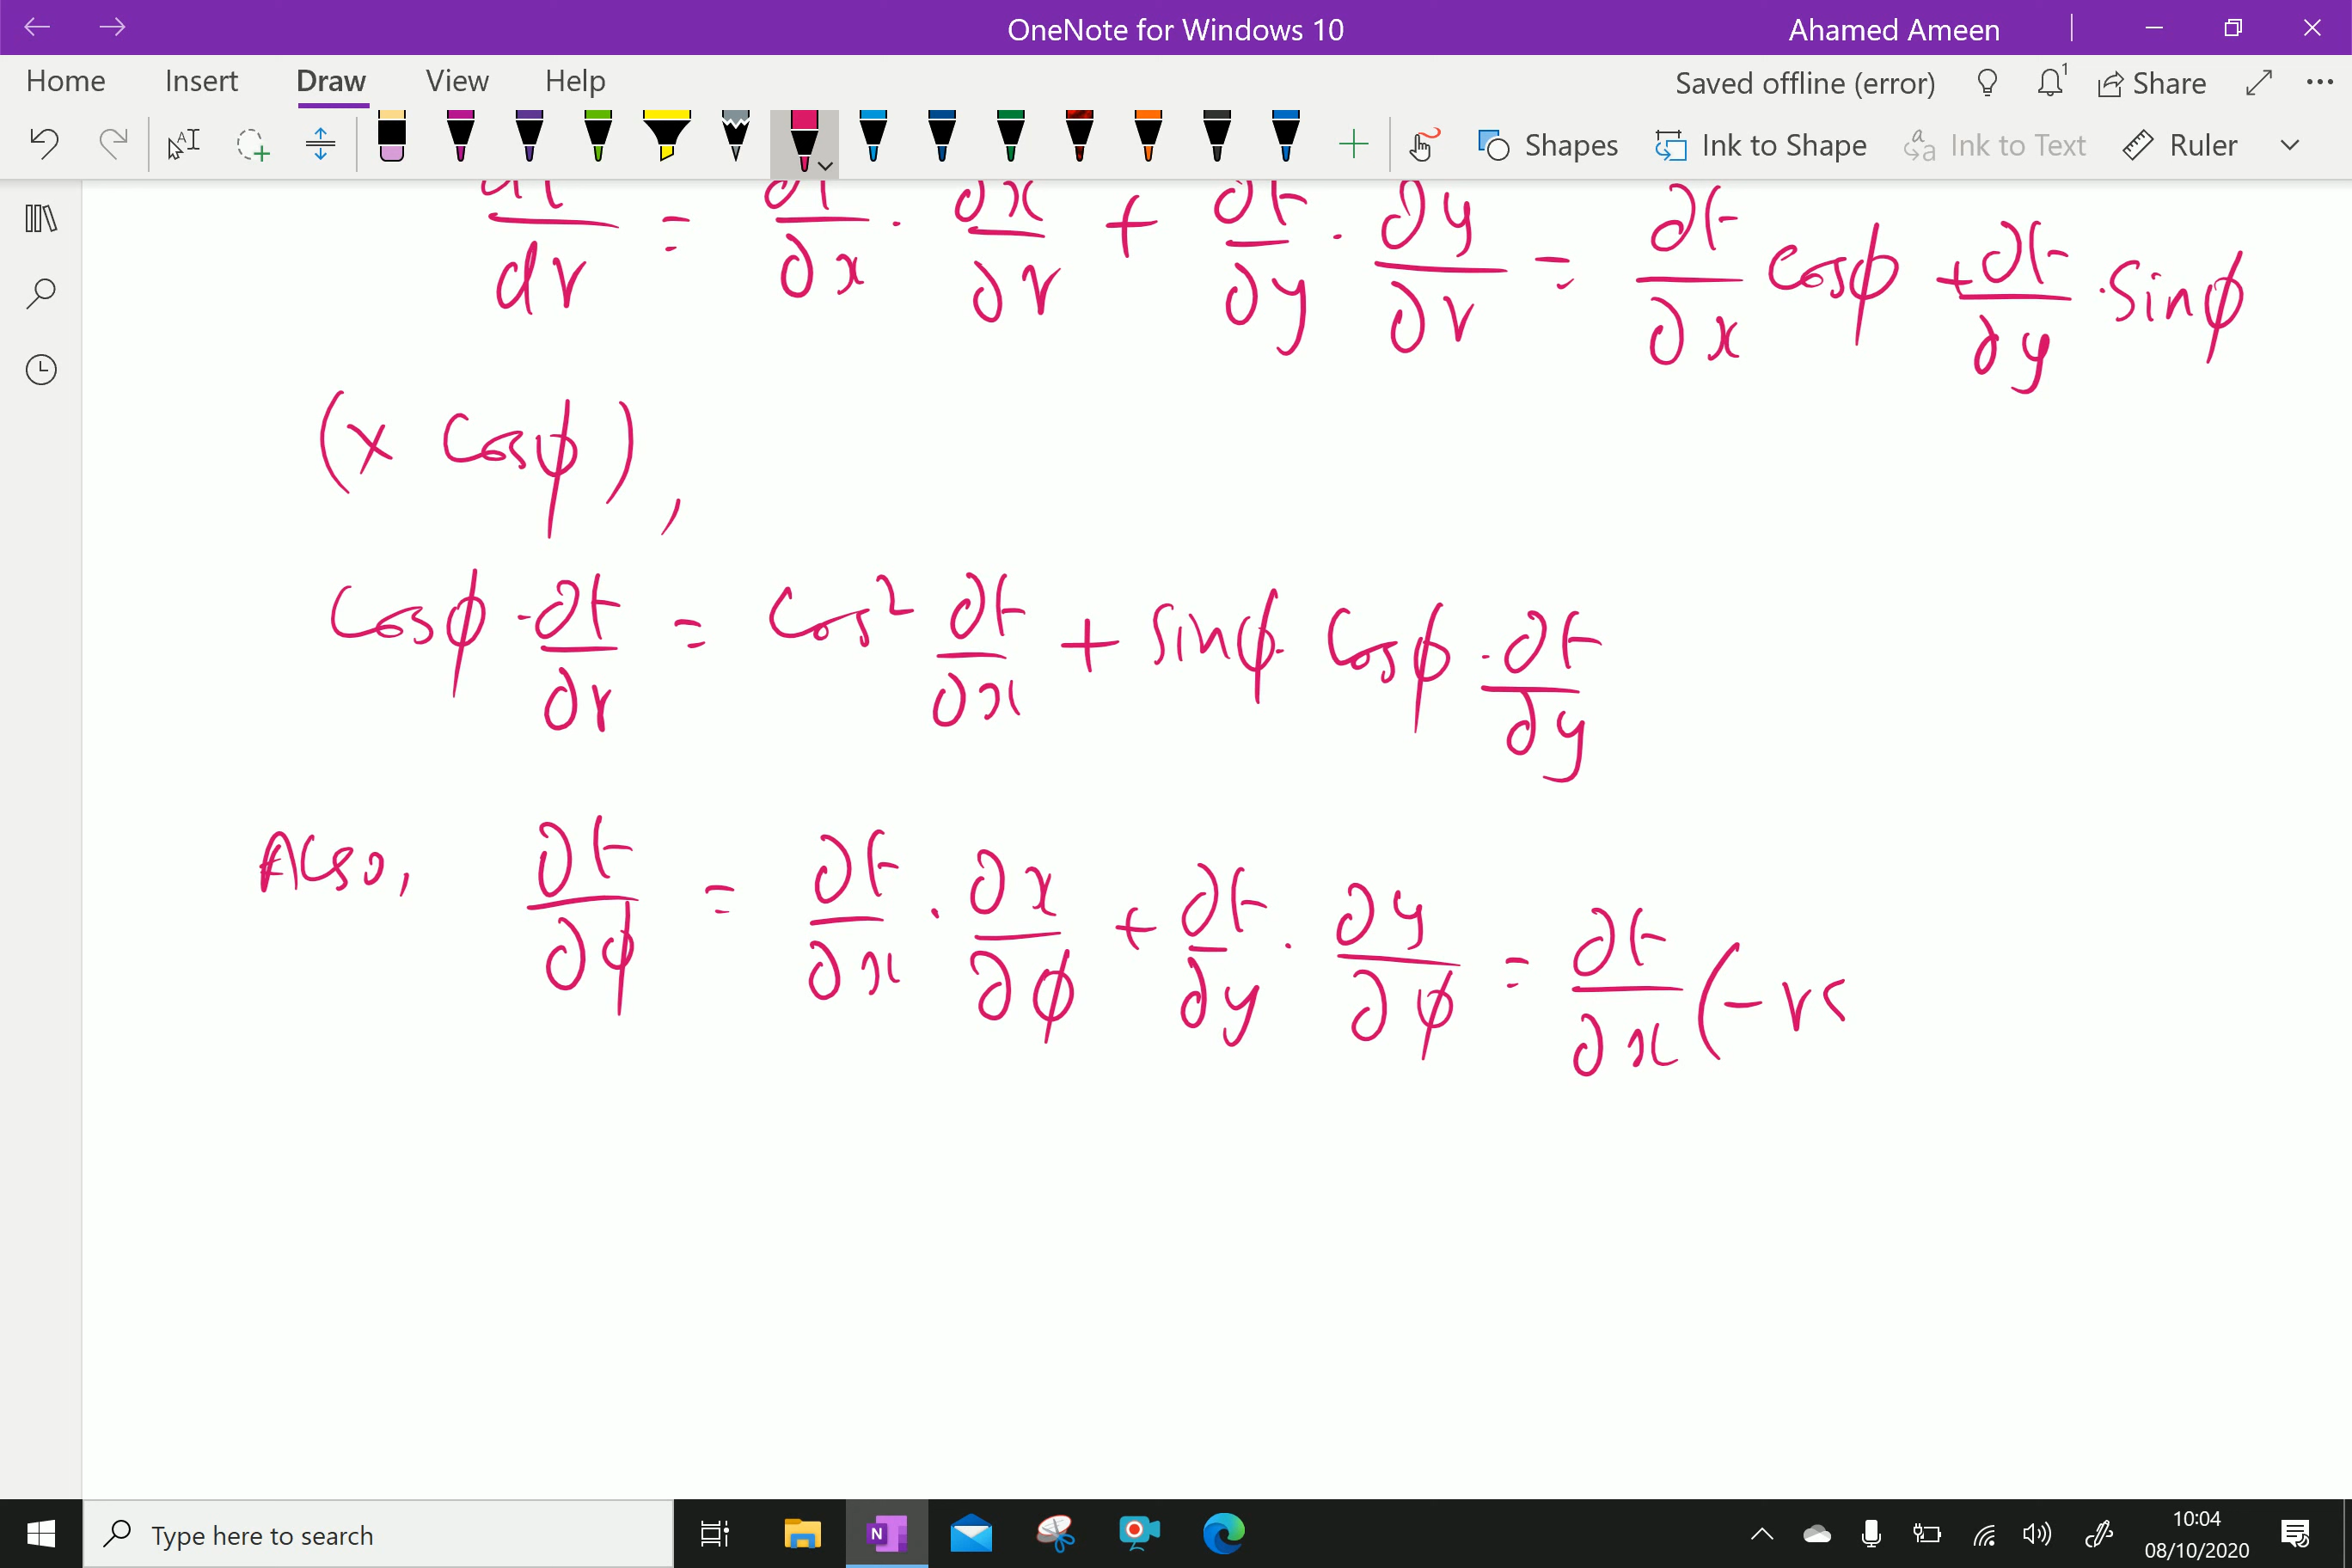 OneNote for Windows 10 Ahamed Ameen
Home Insert Draw View Help Saved offline (error) 1 Share
Shapes Ink to Shape Ink to Text Ruler
dt/dr = ∂t/∂x · ∂x/∂r + ∂t/∂y · ∂y/∂r = ∂t/∂x cosϕ + ∂t/∂y · sinϕ
(x cosϕ),
cosϕ · ∂t/∂r = cos² ∂t/∂x + sinϕ · cosϕ · ∂t/∂y
Also, ∂t/∂ϕ = ∂t/∂x · ∂x/∂ϕ + ∂t/∂y · ∂y/∂ϕ = ∂t/∂x (- rs
Type here to search
10:04
08/10/2020